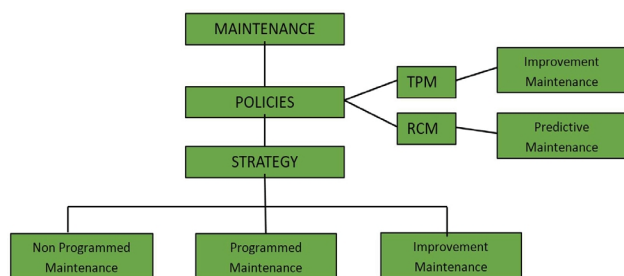 MAINTENANCE
POLICIES
TPM
Improvement
Maintenance
RCM
Predictive
Maintenance
STRATEGY
Non Programmed
Maintenance
Programmed
Maintenance
Improvement
Maintenance